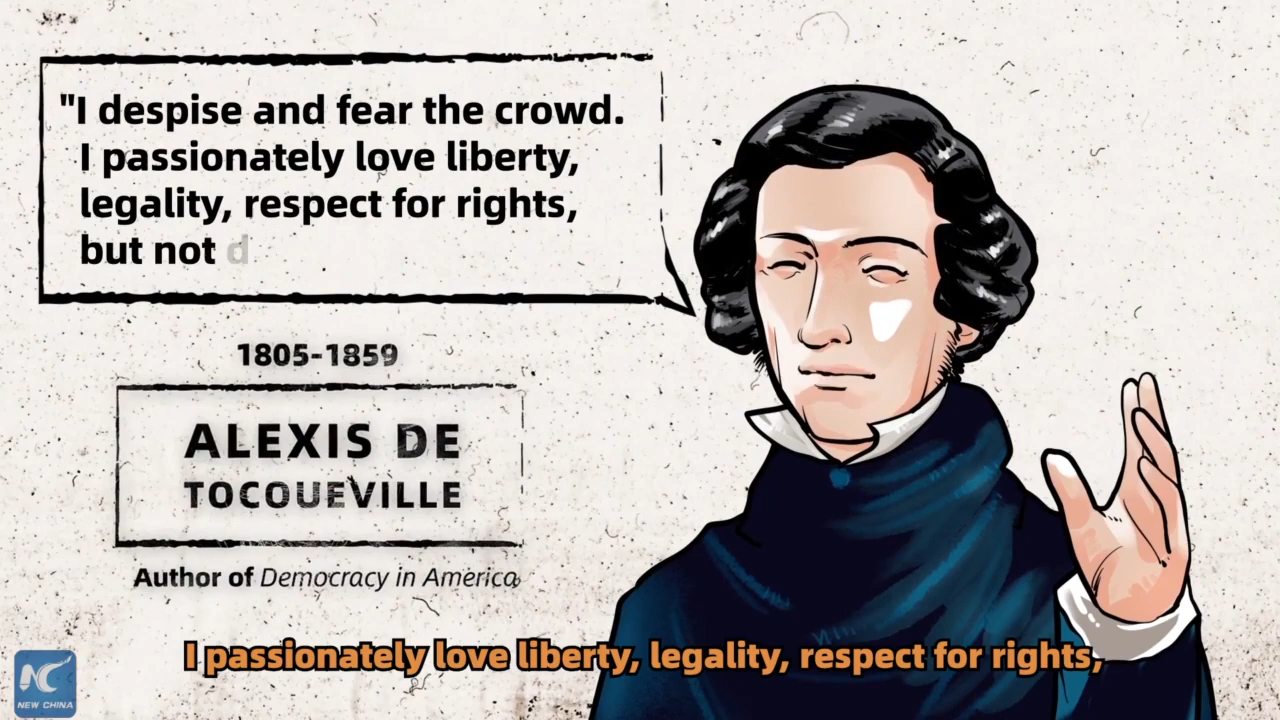 "I despise and fear the crowd.
I passionately love liberty,
legality, respect for rights,
but not d
1805-1859
ALEXIS DE
TOCQUEVILLE
Author of Democracy in America
I passionately love liberty, legality, respect for rights,
NEW CHINA